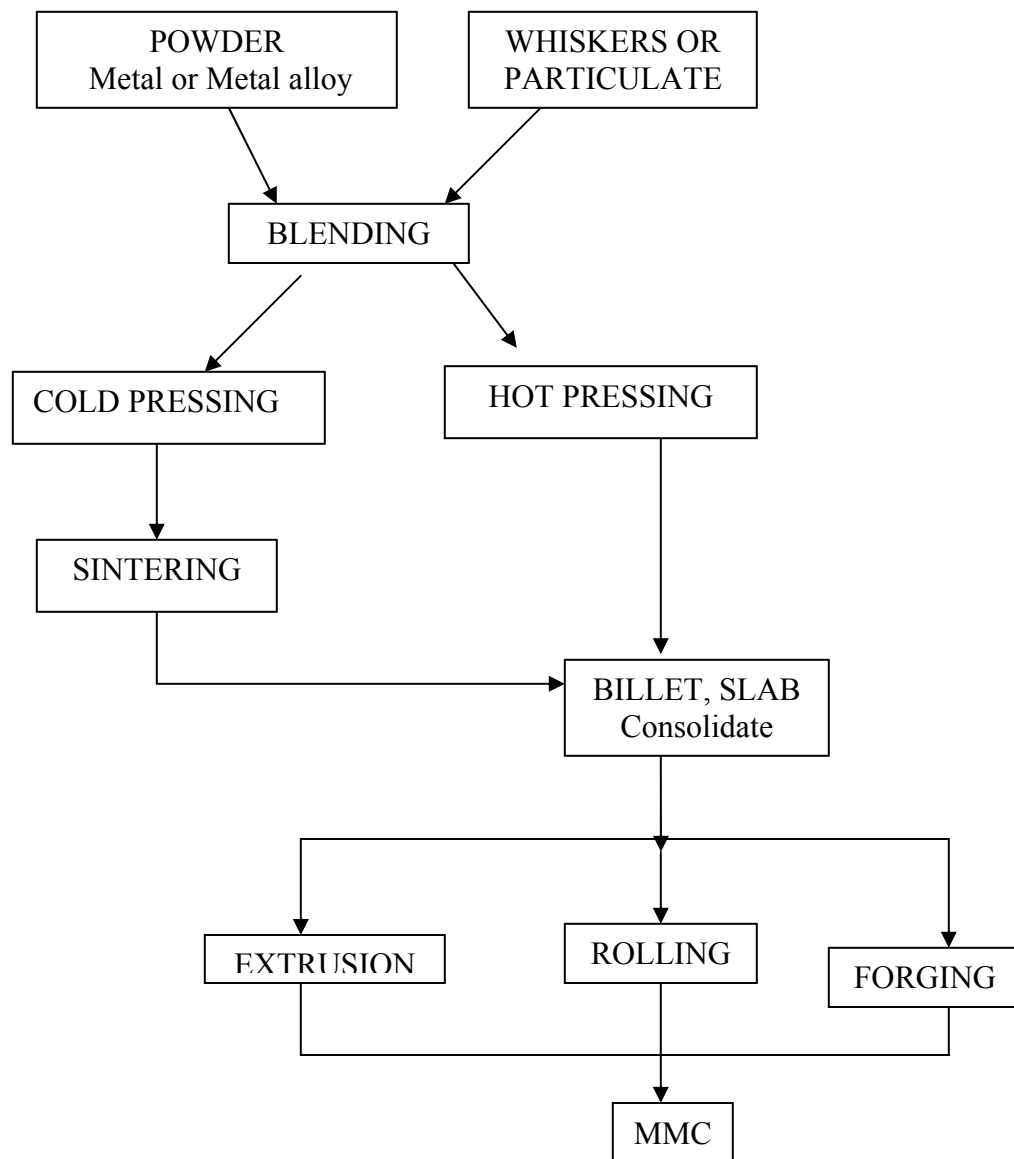 POWDER
Metal or Metal alloy
WHISKERS OR
PARTICULATE
BLENDING
COLD PRESSING
HOT PRESSING
SINTERING
BILLET, SLAB
Consolidate
EXTRUSION
ROLLING
FORGING
MMC